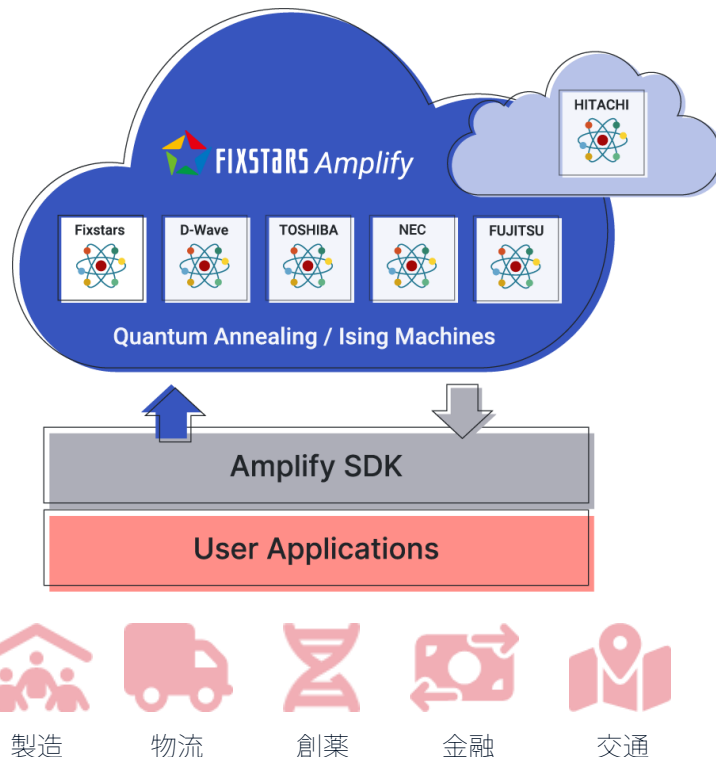 HITACHI
FIXSTARS Amplify
Fixstars D-Wave TOSHIBA NEC FUJITSU
Quantum Annealing / Ising Machines
Amplify SDK
User Applications
製造 物流 創薬 金融 交通